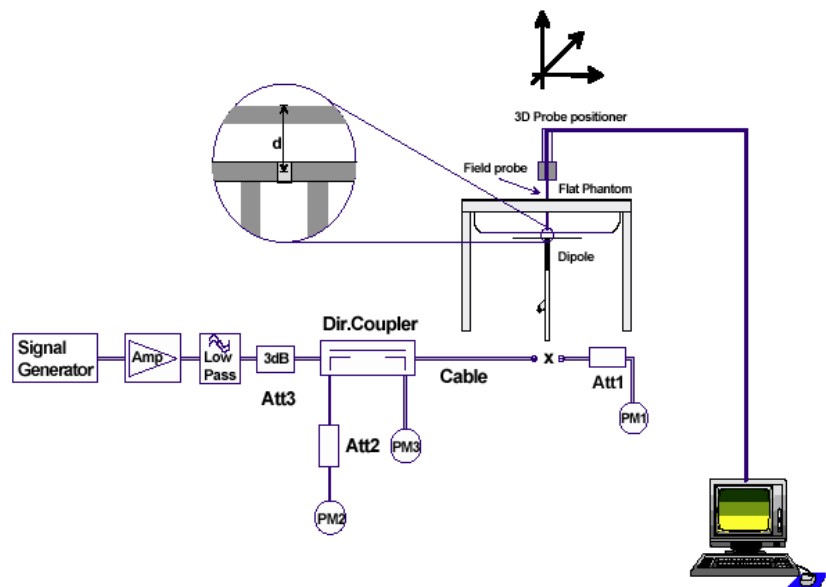 3D Probe positioner
d
Field probe
Flat Phantom
Dipole
Dir.Coupler
Signal
Generator
Amp
Low
Pass
3dB
Cable
x
Att1
Att3
PM1
Att2
PM3
PM2